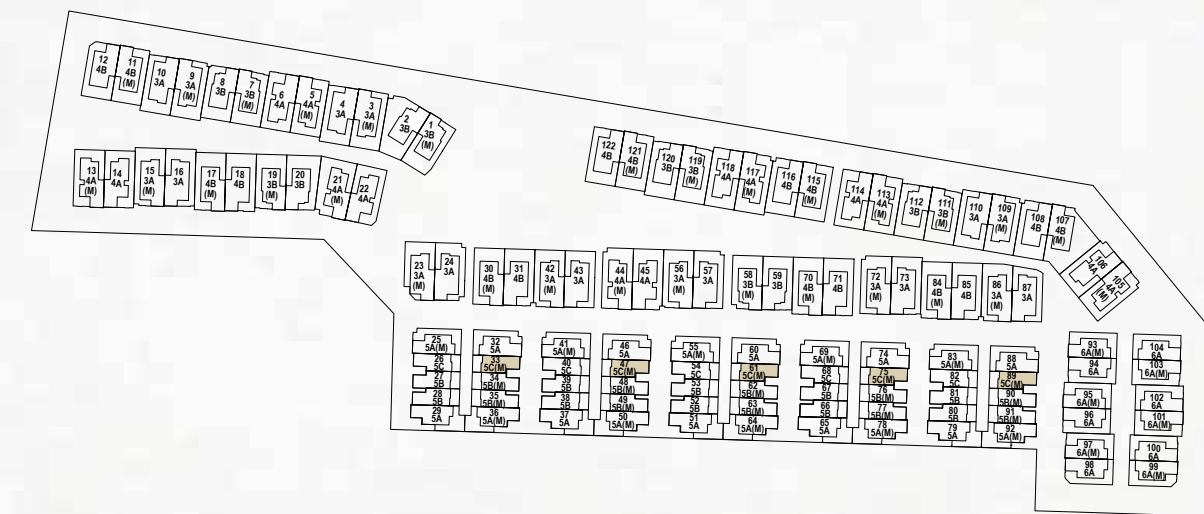 12
4B
11
4B
(M)
10
3A
9
3A
(M)
8
3B
7
3B
(M)
6
4A
5
4A
(M)
4
3A
3
3A
(M)
2
3B
1
3B
(M)
13
4A
(M)
14
4A
15
3A
(M)
16
3A
17
4B
(M)
18
4B
19
3B
(M)
20
3B
21
4A
(M)
22
4A
122
4B
121
4B
(M)
120
3B
119
3B
(M)
118
4A
117
4A
(M)
116
4B
115
4B
(M)
114
4A
113
4A
(M)
112
3B
111
3B
(M)
110
3A
109
3A
(M)
108
4B
107
4B
(M)
106
4A
105
4A
(M)
23
3A
(M)
24
3A
30
4B
(M)
31
4B
42
3A
(M)
43
3A
44
4A
(M)
45
4A
56
3A
(M)
57
3A
58
3B
(M)
59
3B
70
4B
(M)
71
4B
72
3A
(M)
73
3A
84
4B
(M)
85
4B
86
3A
(M)
87
3A
25
5A(M)
26
5C
27
5B
28
5B
29
5A
32
5A
33
5C(M)
34
5B(M)
35
5B(M)
36
5A(M)
41
5A(M)
40
5C
39
5B
38
5B
37
5A
46
5A
47
5C(M)
48
5B(M)
49
5B(M)
50
5A(M)
55
5A(M)
54
5C
53
5B
52
5B
51
5A
60
5A
61
5C(M)
62
5B(M)
63
5B(M)
64
5A(M)
69
5A(M)
68
5C
67
5B
66
5B
65
5A
74
5A
75
5C(M)
76
5B(M)
77
5B(M)
78
5A(M)
83
5A(M)
82
5C
81
5B
80
5B
79
5A
88
5A
89
5C(M)
90
5B(M)
91
5B(M)
92
5A(M)
93
6A(M)
94
6A
95
6A(M)
96
6A
97
6A(M)
98
6A
104
6A
103
6A(M)
102
6A
101
6A(M)
100
6A
99
6A(M)